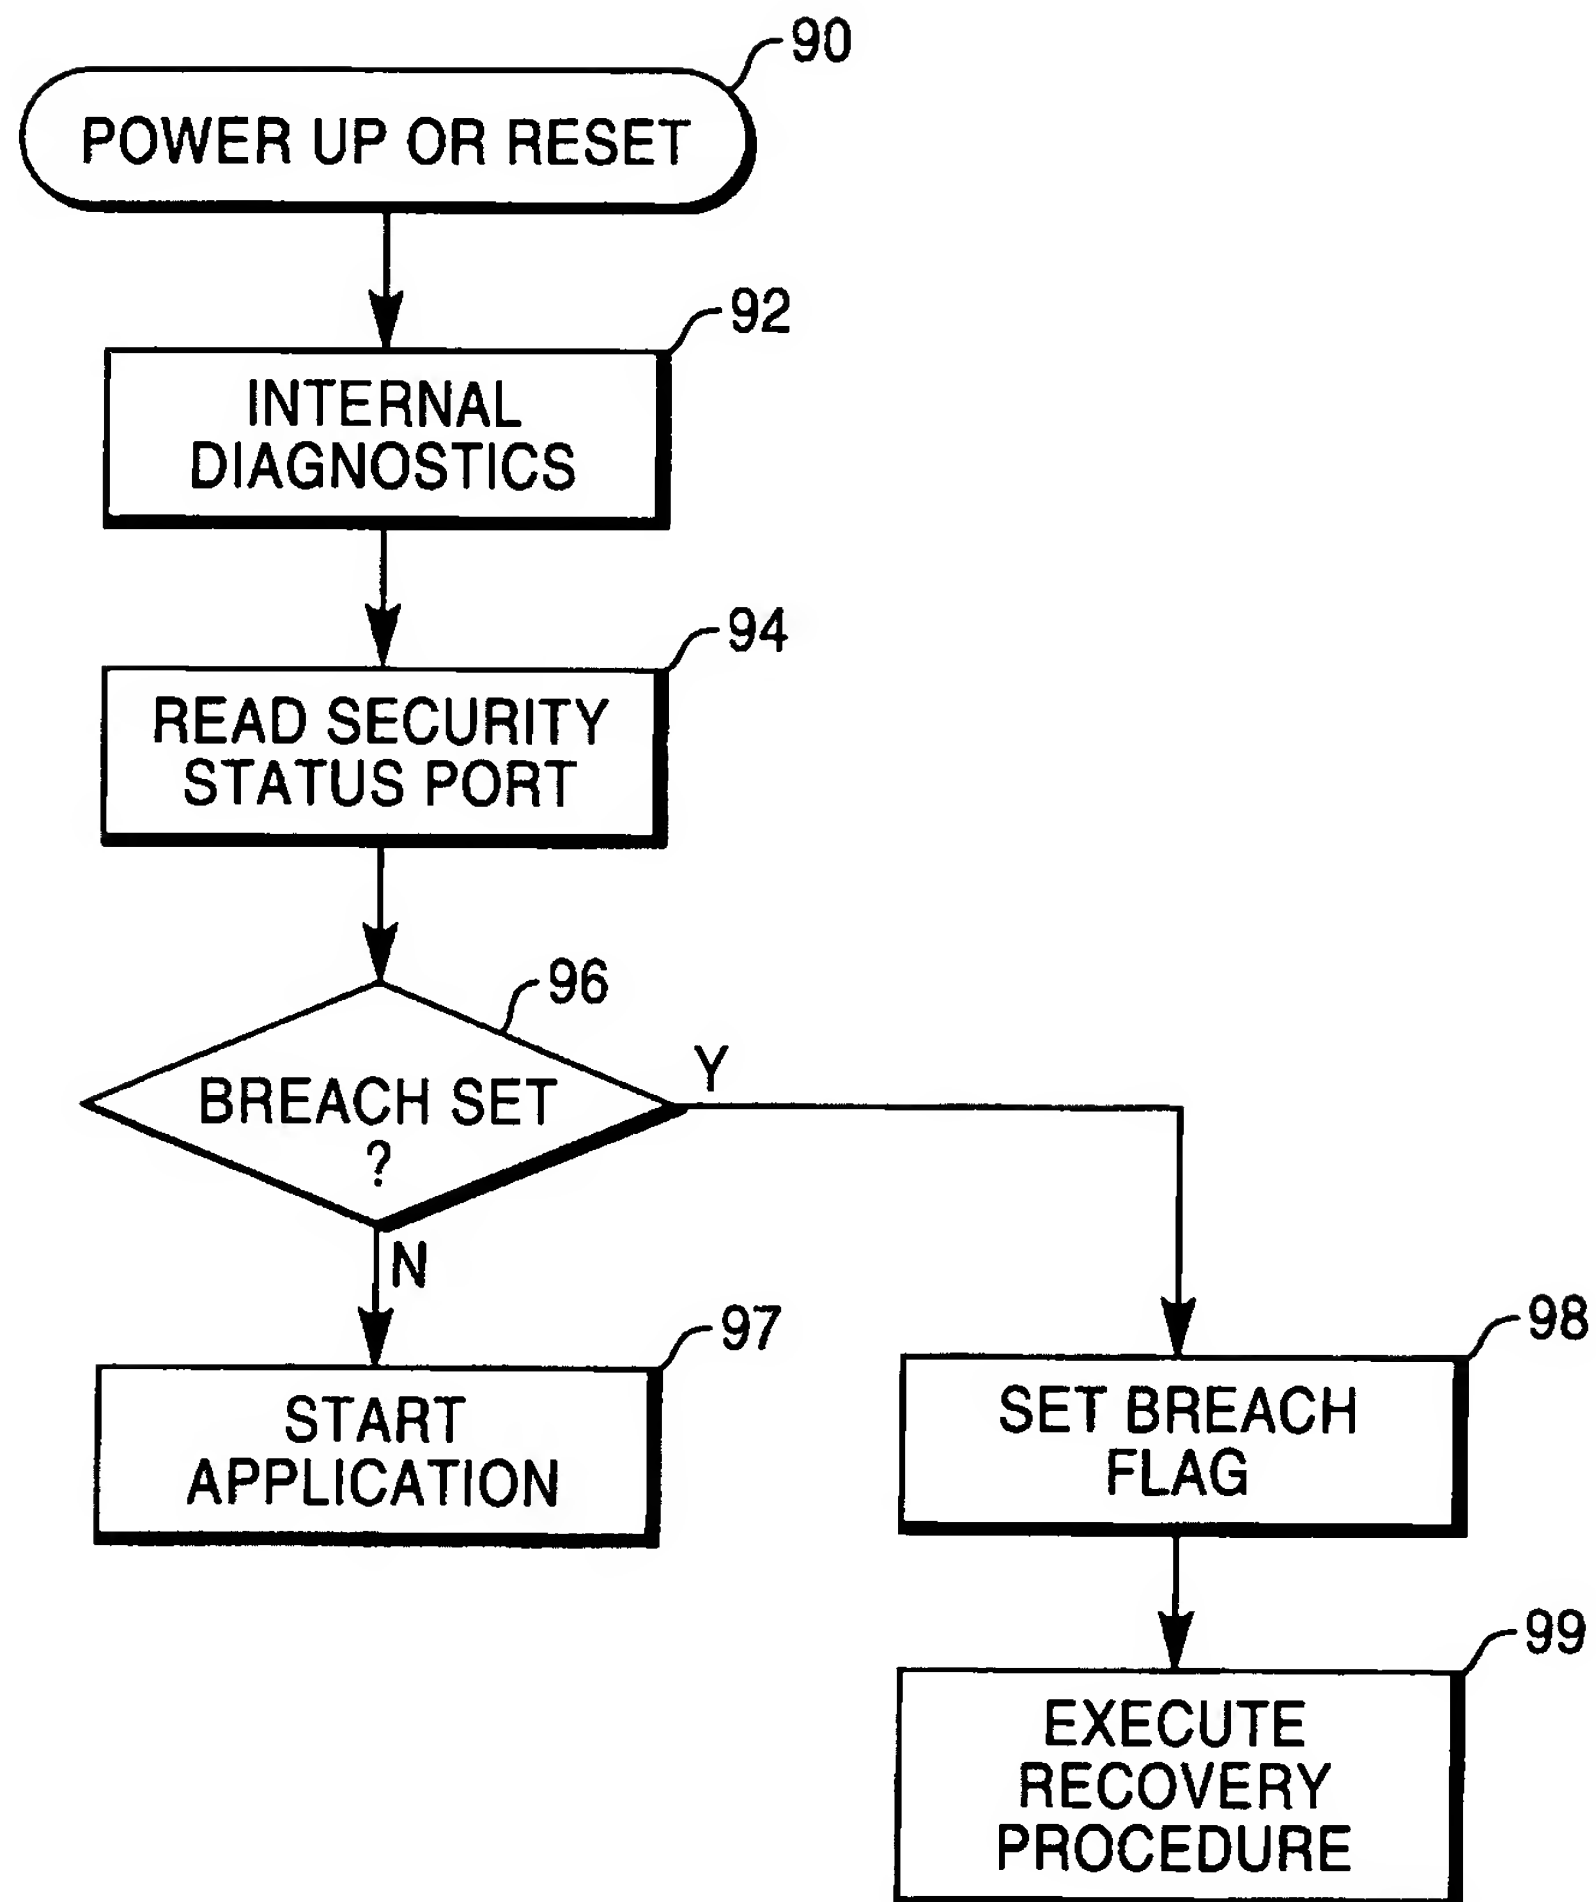 90
POWER UP OR RESET
92
INTERNAL
DIAGNOSTICS
94
READ SECURITY
STATUS PORT
96
BREACH SET
?
Y
N
97
START
APPLICATION
98
SET BREACH
FLAG
99
EXECUTE
RECOVERY
PROCEDURE